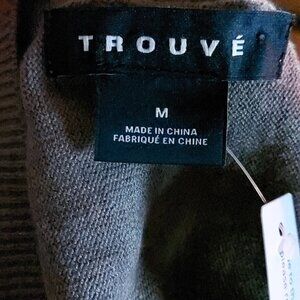 TROUVÉ
M
MADE IN CHINA
FABRIQUÉ EN CHINE